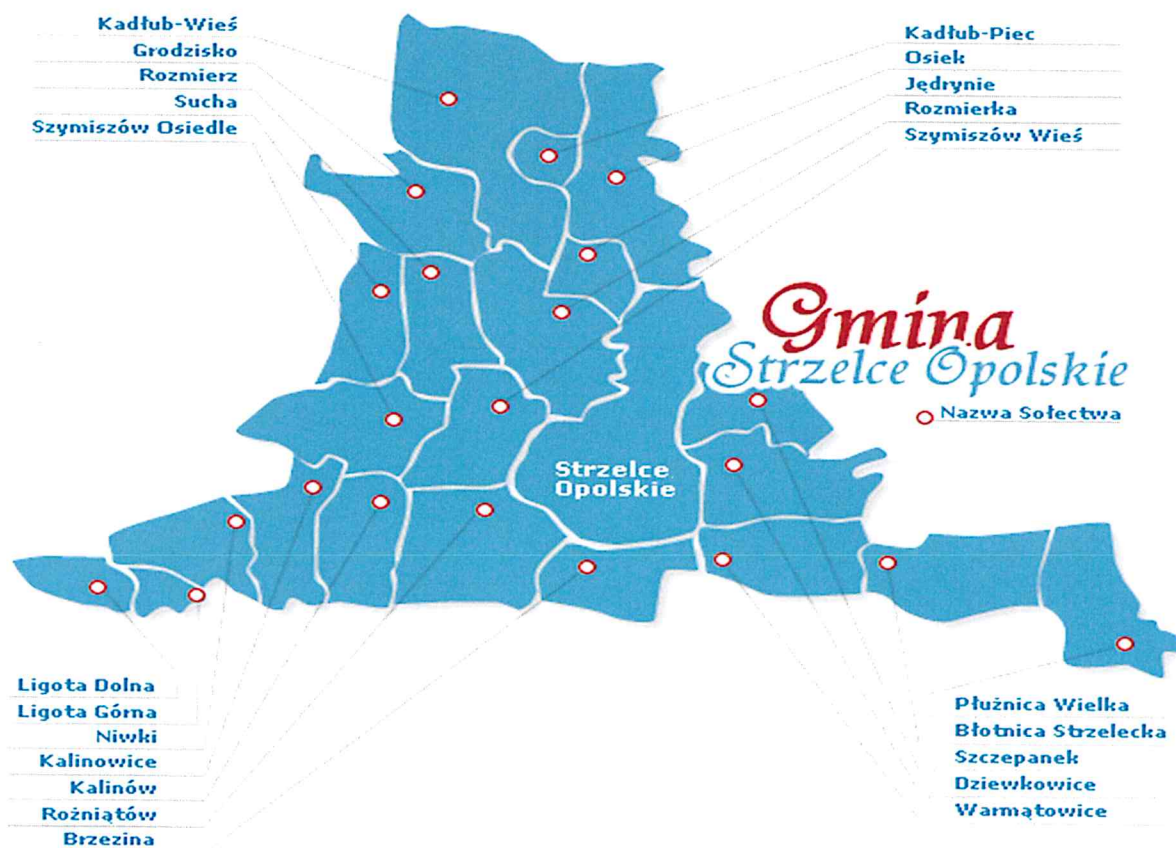 Kadłub-Wieś
Grodzisko
Rozmierz
Sucha
Szymiszów Osiedle
Kadłub-Piec
Osiek
Jędrynie
Rozmierka
Szymiszów Wieś
Gmina
Strzelce Opolskie
Nazwa Sołectwa
Strzelce
Opolskie
Ligota Dolna
Ligota Górna
Niwki
Kalinowice
Kalinów
Rożniątów
Brzezina
Płużnica Wielka
Błotnica Strzelecka
Szczepanek
Dziewkowice
Warmątowice